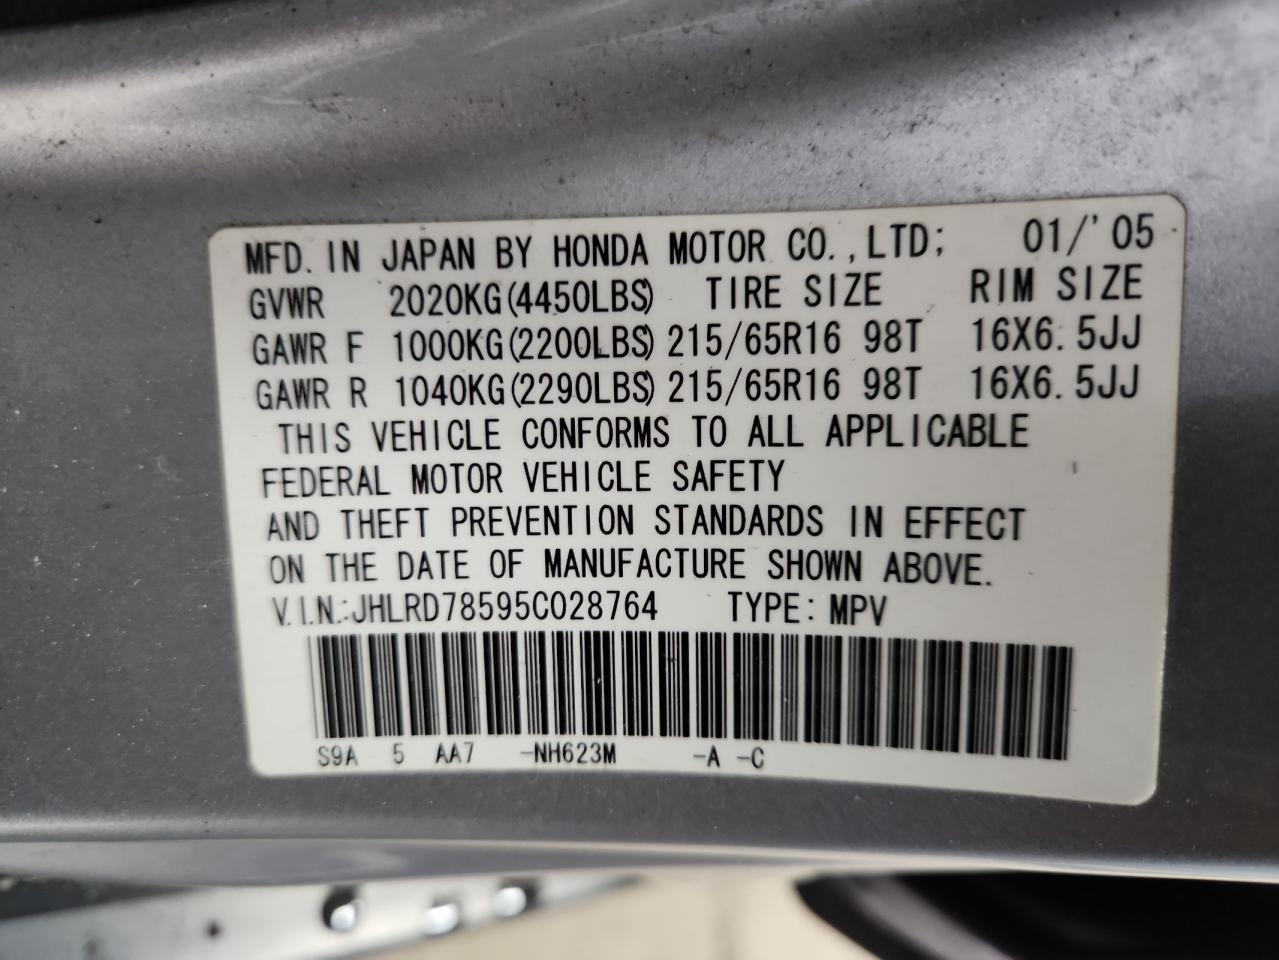 MFD. IN JAPAN BY HONDA MOTOR CO., LTD; 01/'05
GVWR 2020KG(4450LBS) TIRE SIZE RIM SIZE
GAWR F 1000KG(2200LBS) 215/65R16 98T 16X6.5JJ
GAWR R 1040KG(2290LBS) 215/65R16 98T 16X6.5JJ
THIS VEHICLE CONFORMS TO ALL APPLICABLE
FEDERAL MOTOR VEHICLE SAFETY
AND THEFT PREVENTION STANDARDS IN EFFECT
ON THE DATE OF MANUFACTURE SHOWN ABOVE.
V.I.N.:JHLRD78595C028764 TYPE: MPV
S9A 5 AA7 -NH623M -A -C